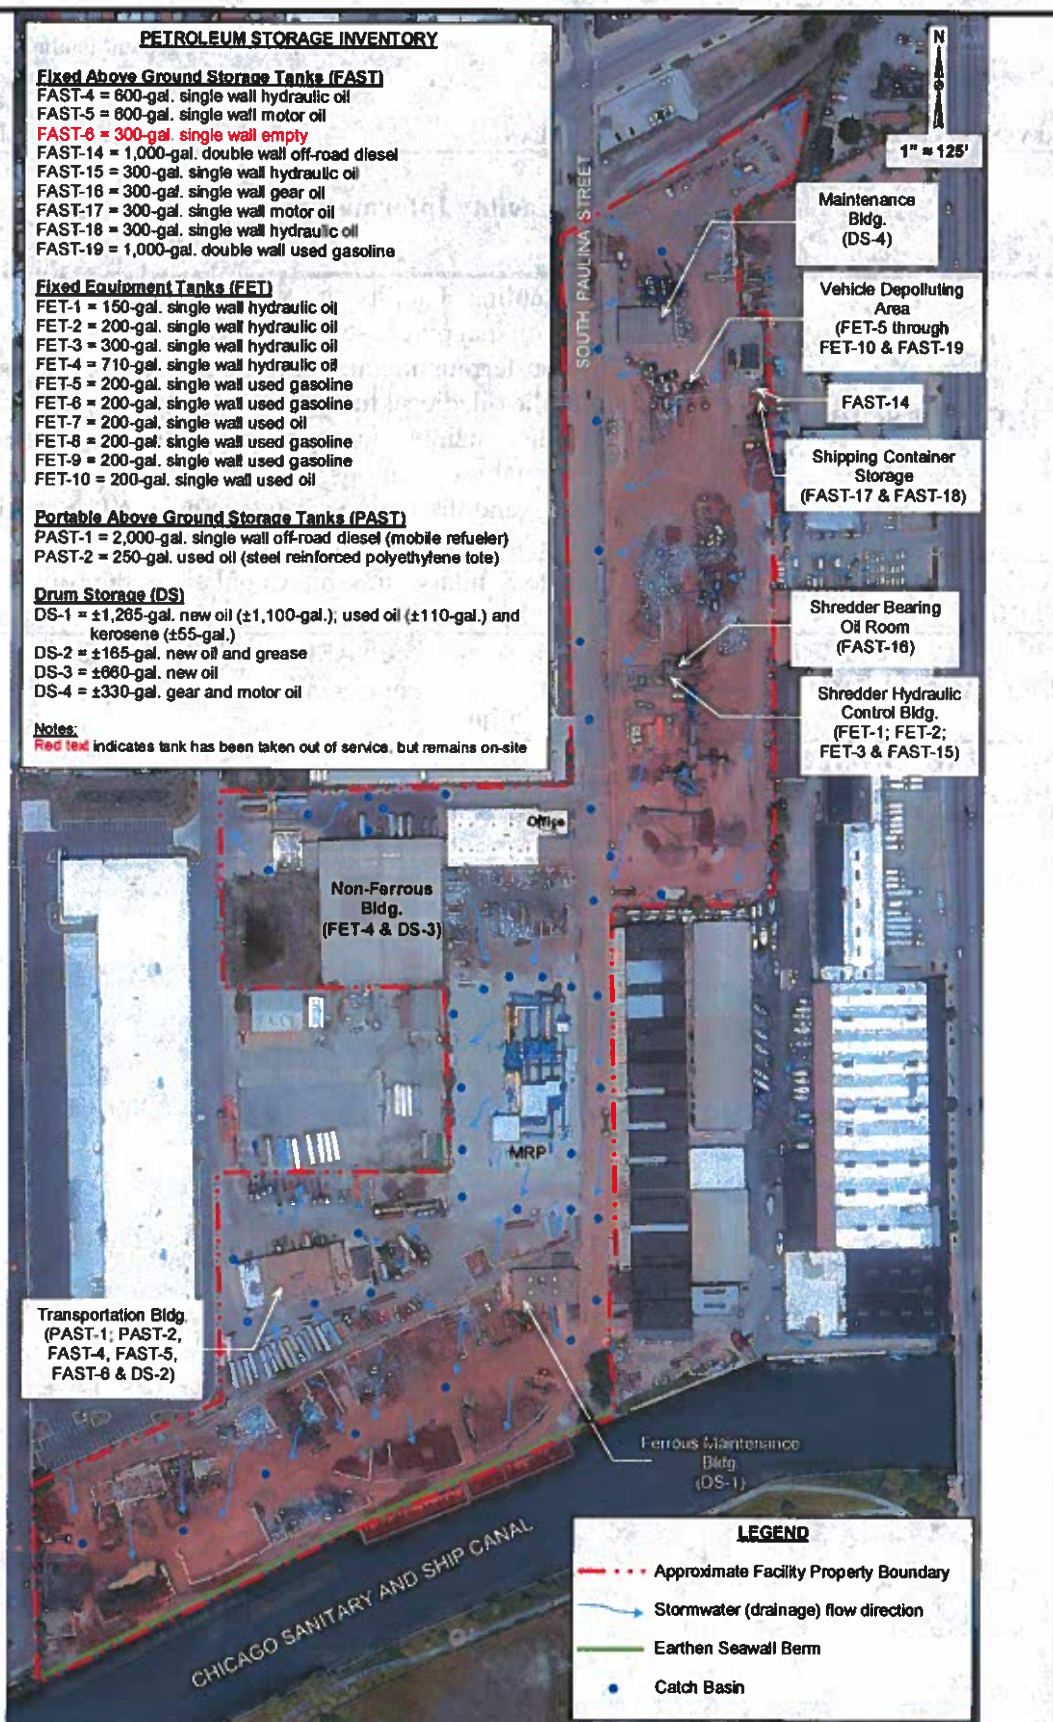 PETROLEUM STORAGE INVENTORY
Fixed Above Ground Storage Tanks (FAST)
FAST-4 = 600-gal. single wall hydraulic oil
FAST-5 = 600-gal. single wall motor oil
FAST-6 = 300-gal. single wall empty
FAST-14 = 1,000-gal. double wall off-road diesel
FAST-15 = 300-gal. single wall hydraulic oil
FAST-16 = 300-gal. single wall gear oil
FAST-17 = 300-gal. single wall motor oil
FAST-18 = 300-gal. single wall hydraulic oil
FAST-19 = 1,000-gal. double wall used gasoline
Fixed Equipment Tanks (FET)
FET-1 = 150-gal. single wall hydraulic oil
FET-2 = 200-gal. single wall hydraulic oil
FET-3 = 300-gal. single wall hydraulic oil
FET-4 = 710-gal. single wall hydraulic oil
FET-5 = 200-gal. single wall used gasoline
FET-6 = 200-gal. single wall used gasoline
FET-7 = 200-gal. single wall used oil
FET-8 = 200-gal. single wall used gasoline
FET-9 = 200-gal. single wall used gasoline
FET-10 = 200-gal. single wall used oil
Portable Above Ground Storage Tanks (PAST)
PAST-1 = 2,000-gal. single wall off-road diesel (mobile refueler)
PAST-2 = 250-gal. used oil (steel reinforced polyethylene tote)
Drum Storage (DS)
DS-1 = ±1,265-gal. new oil (±1,100-gal.); used oil (±110-gal.) and
kerosene (±55-gal.)
DS-2 = ±165-gal. new oil and grease
DS-3 = ±660-gal. new oil
DS-4 = ±330-gal. gear and motor oil
Notes:
Red text indicates tank has been taken out of service, but remains on-site
N
1" ≈ 125'
SOUTH PAULINA STREET
Maintenance
Bldg.
(DS-4)
Vehicle Depolluting
Area
(FET-5 through
FET-10 & FAST-19
FAST-14
Shipping Container
Storage
(FAST-17 & FAST-18)
Shredder Bearing
Oil Room
(FAST-16)
Shredder Hydraulic
Control Bldg.
(FET-1; FET-2;
FET-3 & FAST-15)
Office
Non-Ferrous
Bldg.
(FET-4 & DS-3)
MRP
Transportation Bldg.
(PAST-1; PAST-2,
FAST-4, FAST-5,
FAST-6 & DS-2)
Ferrous Maintenance
Bldg.
(DS-1)
CHICAGO SANITARY AND SHIP CANAL
LEGEND
Approximate Facility Property Boundary
Stormwater (drainage) flow direction
Earthen Seawall Berm
Catch Basin